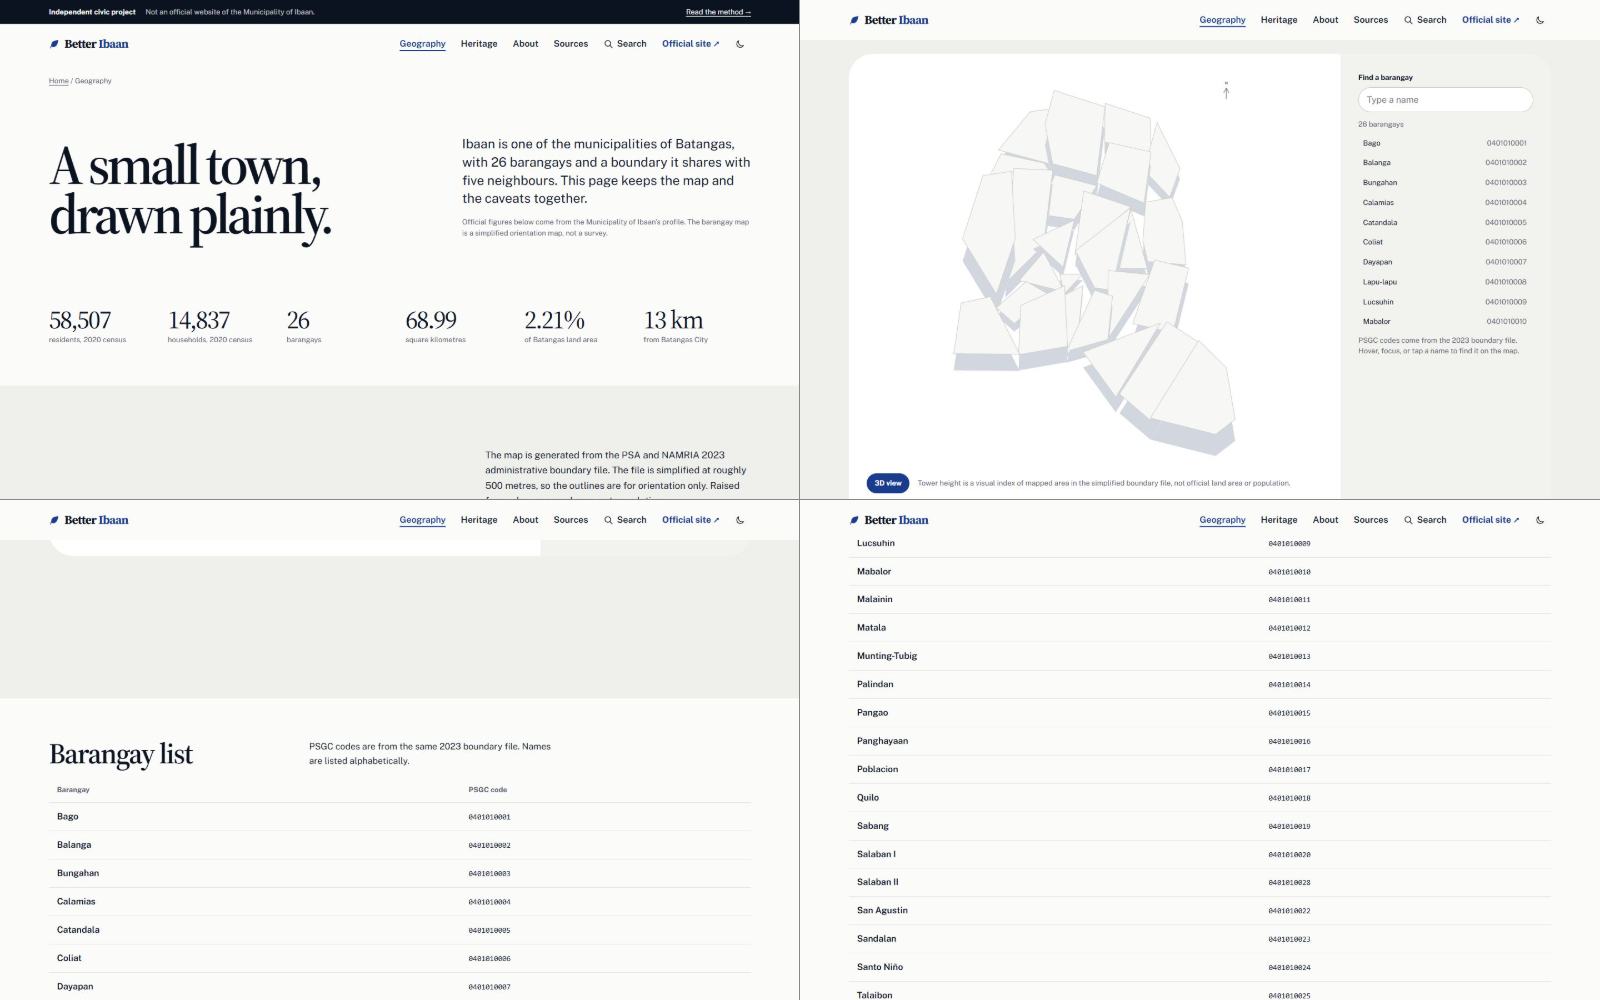 Independent civic project Not an official website of the Municipality of Ibaan. Read the method →
Better Ibaan Geography Heritage About Sources Search Official site ↗
Home / Geography
A small town,
drawn plainly.
Ibaan is one of the municipalities of Batangas,
with 26 barangays and a boundary it shares with
five neighbours. This page keeps the map and
the caveats together.
Official figures below come from the Municipality of Ibaan's profile. The barangay map
is a simplified orientation map, not a survey.
58,507 14,837 26 68.99 2.21% 13 km
residents, 2020 census households, 2020 census barangays square kilometres of Batangas land area from Batangas City
The map is generated from the PSA and NAMRIA 2023
administrative boundary file. The file is simplified at roughly
500 metres, so the outlines are for orientation only. Raised
Better Ibaan Geography Heritage About Sources Search Official site ↗
Find a barangay
Type a name
26 barangays
Bago 0401010001
Balanga 0401010002
Bungahan 0401010003
Calamias 0401010004
Catandala 0401010005
Coliat 0401010006
Dayapan 0401010007
Lapu-lapu 0401010008
Lucsuhin 0401010009
Mabalor 0401010010
PSGC codes come from the 2023 boundary file.
Hover, focus, or tap a name to find it on the map.
3D view Tower height is a visual index of mapped area in the simplified boundary file, not official land area or population.
Better Ibaan Geography Heritage About Sources Search Official site ↗
Barangay list
PSGC codes are from the same 2023 boundary file. Names
are listed alphabetically.
Barangay PSGC code
Bago 0401010001
Balanga 0401010002
Bungahan 0401010003
Calamias 0401010004
Catandala 0401010005
Coliat 0401010006
Dayapan 0401010007
Better Ibaan Geography Heritage About Sources Search Official site ↗
Lucsuhin 0401010009
Mabalor 0401010010
Malainin 0401010011
Matala 0401010012
Munting-Tubig 0401010013
Palindan 0401010014
Pangao 0401010015
Panghayaan 0401010016
Poblacion 0401010017
Quilo 0401010018
Sabang 0401010019
Salaban I 0401010020
Salaban II 0401010028
San Agustin 0401010022
Sandalan 0401010023
Santo Niño 0401010024
Talaibon 0401010025